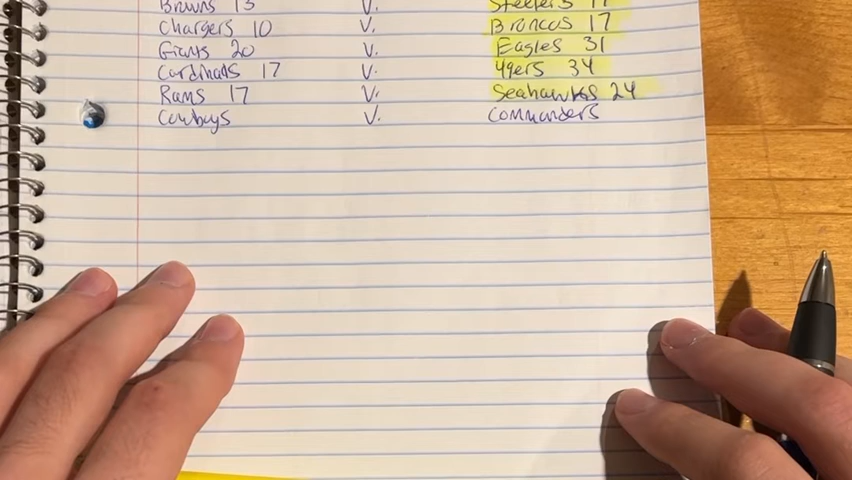 Browns 13 V. Steelers 17
Chargers 10 V. Broncos 17
Giants 20 V. Eagles 31
Cardinals 17 V. 49ers 34
Rams 17 V. Seahawks 24
Cowboys V. Commanders